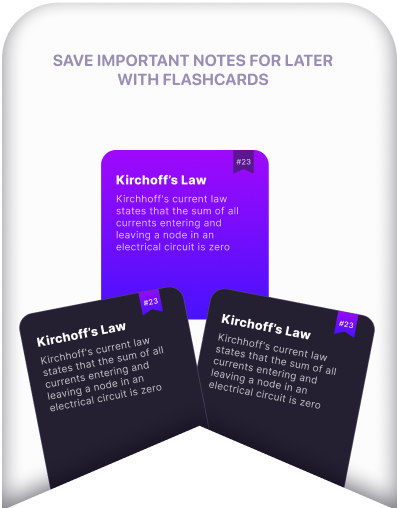 SAVE IMPORTANT NOTES FOR LATER
WITH FLASHCARDS
#23
Kirchoff's Law
Kirchhoff's current law
states that the sum of all
currents entering and
leaving a node in an
electrical circuit is zero
#23
Kirchoff's Law
Kirchhoff's current law
states that the sum of all
currents entering and
leaving a node in an
electrical circuit is zero
#23
Kirchoff's Law
Kirchhoff's current law
states that the sum of all
currents entering and
leaving a node in an
electrical circuit is zero